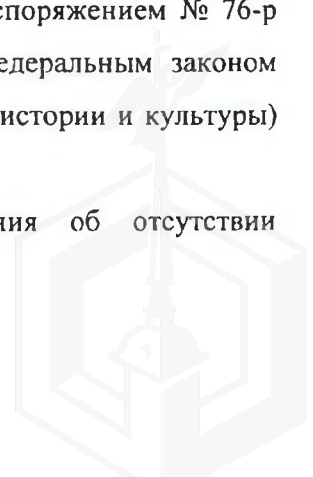 споряжением № 76-р
едеральным законом
истории и культуры)
ния об отсутствии